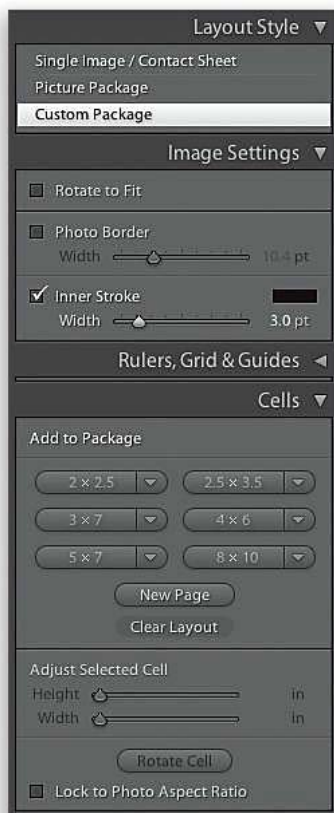 Layout Style
Single Image / Contact Sheet
Picture Package
Custom Package
Image Settings
Rotate to Fit
Photo Border
Width 10.4 pt
Inner Stroke
Width 3.0 pt
Rulers, Grid & Guides
Cells
Add to Package
2 × 2.5 2.5 × 3.5
3 × 7 4 × 6
5 × 7 8 × 10
New Page
Clear Layout
Adjust Selected Cell
Height in
Width in
Rotate Cell
Lock to Photo Aspect Ratio